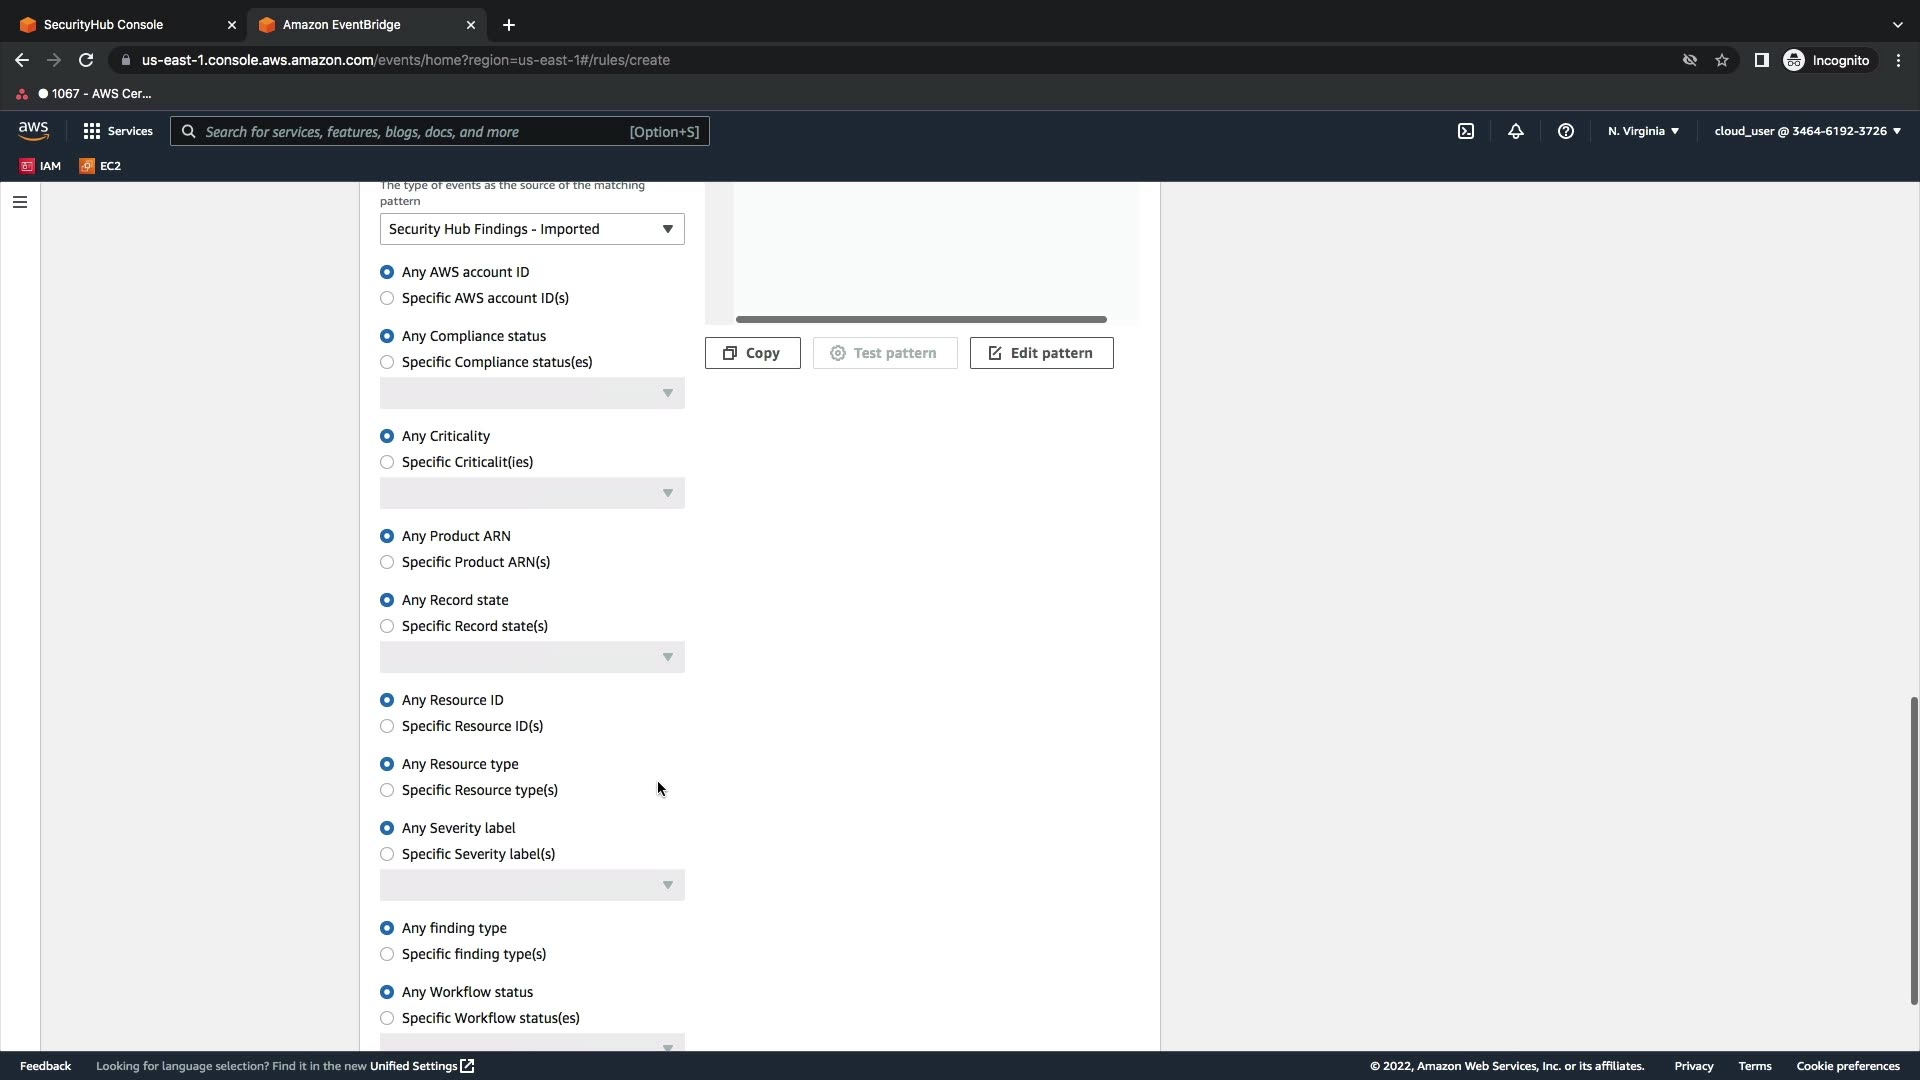 SecurityHub Console
Amazon EventBridge
us-east-1.console.aws.amazon.com/events/home?region=us-east-1#/rules/create
Incognito
1067 - AWS Cer...
aws
Services
Search for services, features, blogs, docs, and more
[Option+S]
N. Virginia
cloud_user @ 3464-6192-3726
IAM
EC2
The type of events as the source of the matching
pattern
Security Hub Findings - Imported
Any AWS account ID
Specific AWS account ID(s)
Any Compliance status
Specific Compliance status(es)
Copy
Test pattern
Edit pattern
Any Criticality
Specific Criticalit(ies)
Any Product ARN
Specific Product ARN(s)
Any Record state
Specific Record state(s)
Any Resource ID
Specific Resource ID(s)
Any Resource type
Specific Resource type(s)
Any Severity label
Specific Severity label(s)
Any finding type
Specific finding type(s)
Any Workflow status
Specific Workflow status(es)
Feedback
Looking for language selection? Find it in the new Unified Settings
© 2022, Amazon Web Services, Inc. or its affiliates.
Privacy
Terms
Cookie preferences